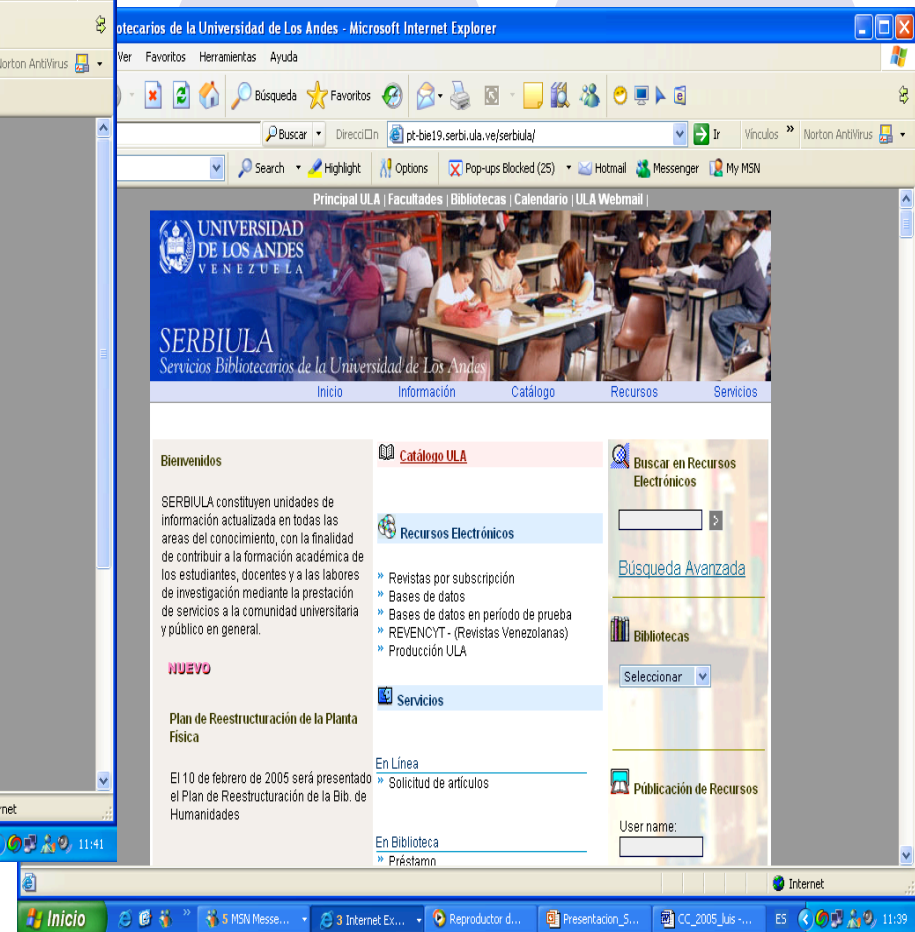 otecarios de la Universidad de Los Andes - Microsoft Internet Explorer
Norton AntiVirus
Ver Favoritos Herramientas Ayuda
Búsqueda Favoritos
Buscar Direcci□n pt-bie19.serbi.ula.ve/serbiula/ Ir Vínculos » Norton AntiVirus
Search Highlight Options Pop-ups Blocked (25) Hotmail Messenger My MSN
Principal ULA | Facultades | Bibliotecas | Calendario | ULA Webmail |
UNIVERSIDAD
DE LOS ANDES
VENEZUELA
SERBIULA
Servicios Bibliotecarios de la Universidad de Los Andes
Inicio Información Catálogo Recursos Servicios
Bienvenidos
SERBIULA constituyen unidades de
información actualizada en todas las
areas del conocimiento, con la finalidad
de contribuir a la formación académica de
los estudiantes, docentes y a las labores
de investigación mediante la prestación
de servicios a la comunidad universitaria
y público en general.
NUEVO
Plan de Reestructuración de la Planta
Física
El 10 de febrero de 2005 será presentado
el Plan de Reestructuración de la Bib. de
Humanidades
Catálogo ULA
Recursos Electrónicos
» Revistas por subscripción
» Bases de datos
» Bases de datos en período de prueba
» REVENCYT - (Revistas Venezolanas)
» Producción ULA
Servicios
En Línea
» Solicitud de artículos
En Biblioteca
» Préstamo
Buscar en Recursos
Electrónicos
Búsqueda Avanzada
Bibliotecas
Seleccionar
Públicación de Recursos
User name:
rnet
11:41
Internet
Inicio » 5 MSN Messe... 3 Internet Ex... Reproductor d... Presentacion_S... CC_2005_luis -... ES 11:39